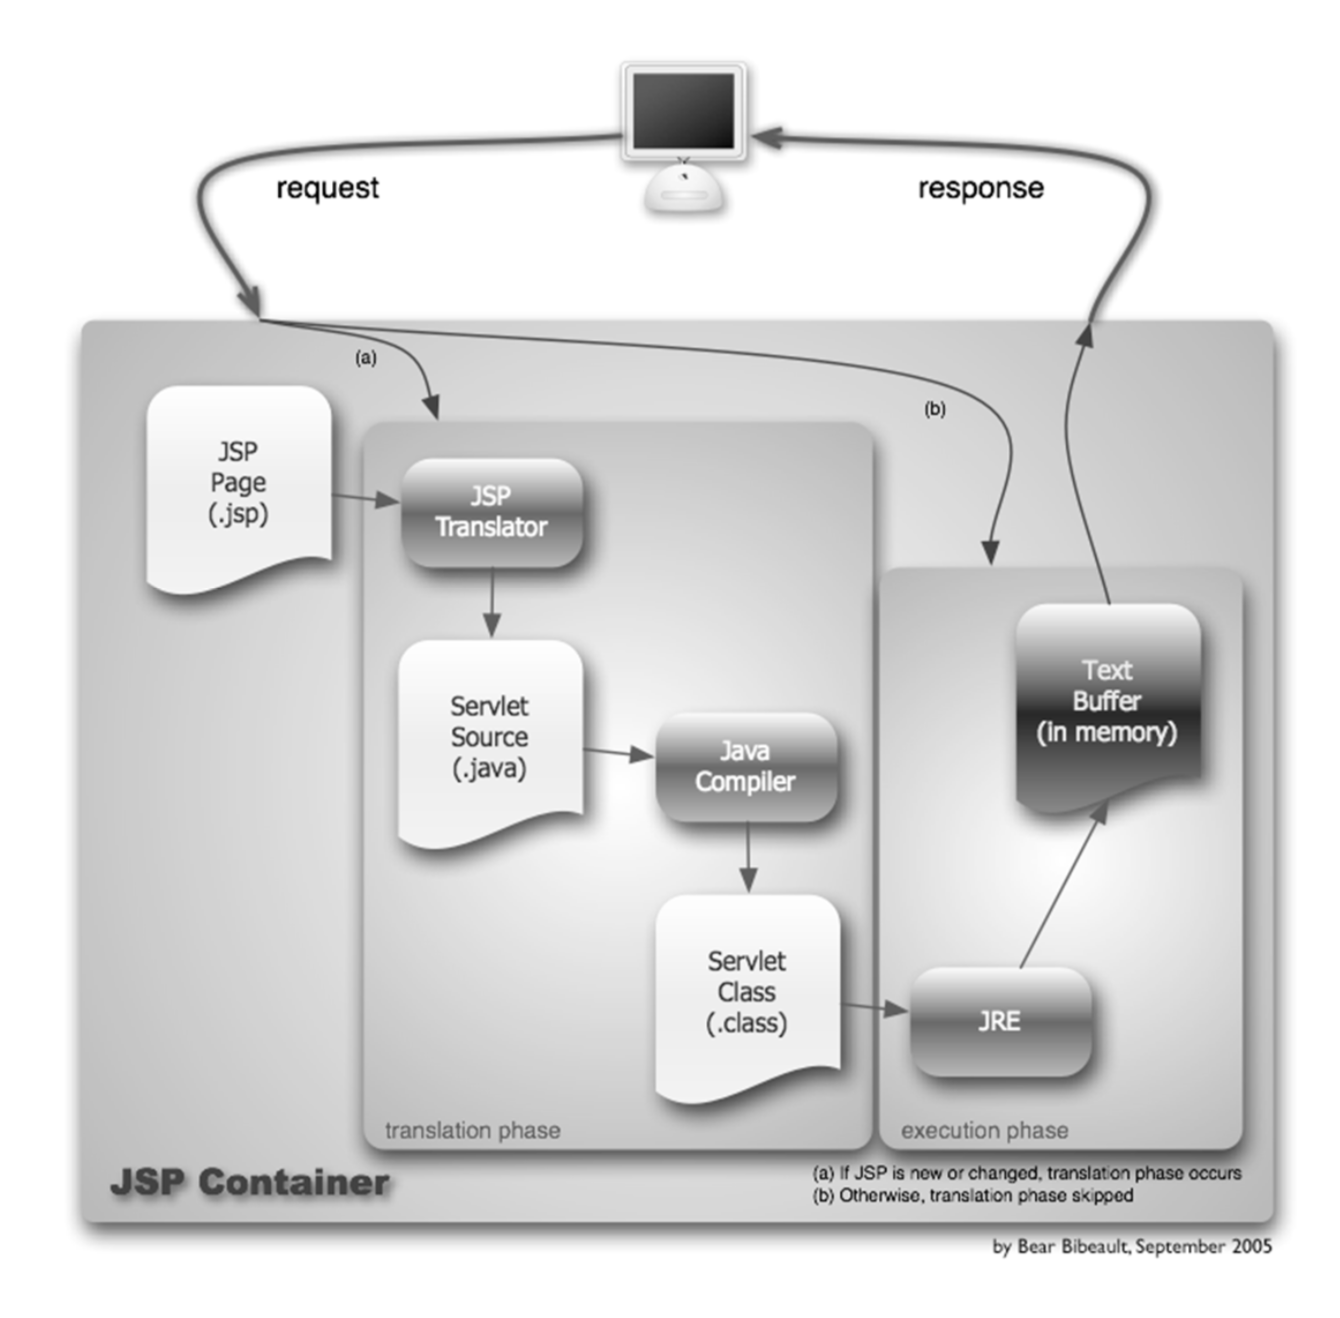 request
response
(a)
(b)
JSP
Page
(.jsp)
JSP
Translator
Servlet
Source
(.java)
Java
Compiler
Servlet
Class
(.class)
Text
Buffer
(in memory)
JRE
translation phase
execution phase
JSP Container
(a) If JSP is new or changed, translation phase occurs
(b) Otherwise, translation phase skipped
by Bear Bibeault, September 2005